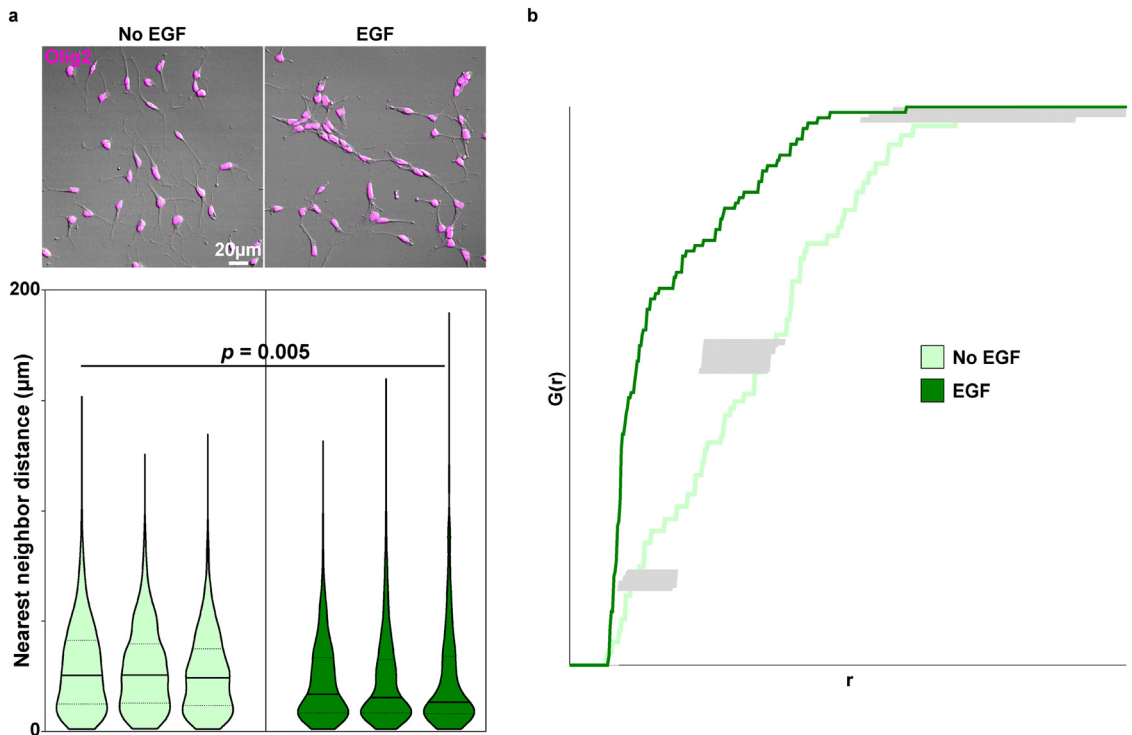 a
No EGF
EGF
Olig2
20μm
200
p = 0.005
Nearest neighbor distance (μm)
0
b
G(r)
No EGF
EGF
r